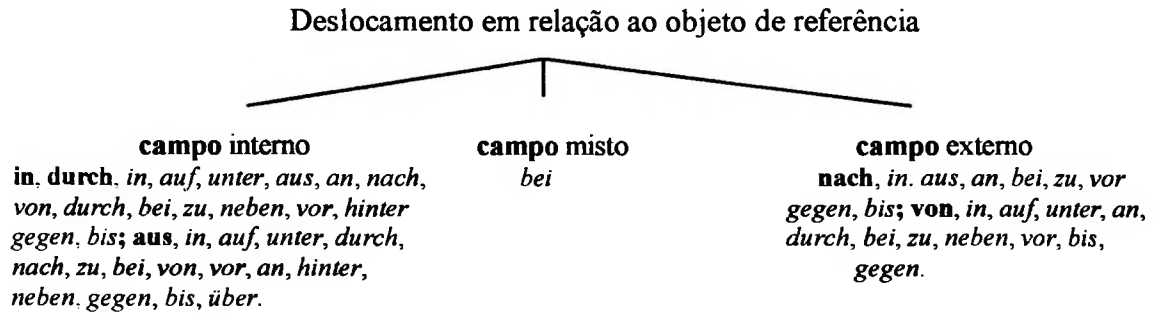 Deslocamento em relação ao objeto de referência
campo interno
in, durch, in, auf, unter, aus, an, nach,
von, durch, bei, zu, neben, vor, hinter
gegen, bis; aus, in, auf, unter, durch,
nach, zu, bei, von, vor, an, hinter,
neben. gegen, bis, über.
campo misto
bei
campo externo
nach, in. aus, an, bei, zu, vor
gegen, bis; von, in, auf, unter, an,
durch, bei, zu, neben, vor, bis,
gegen.